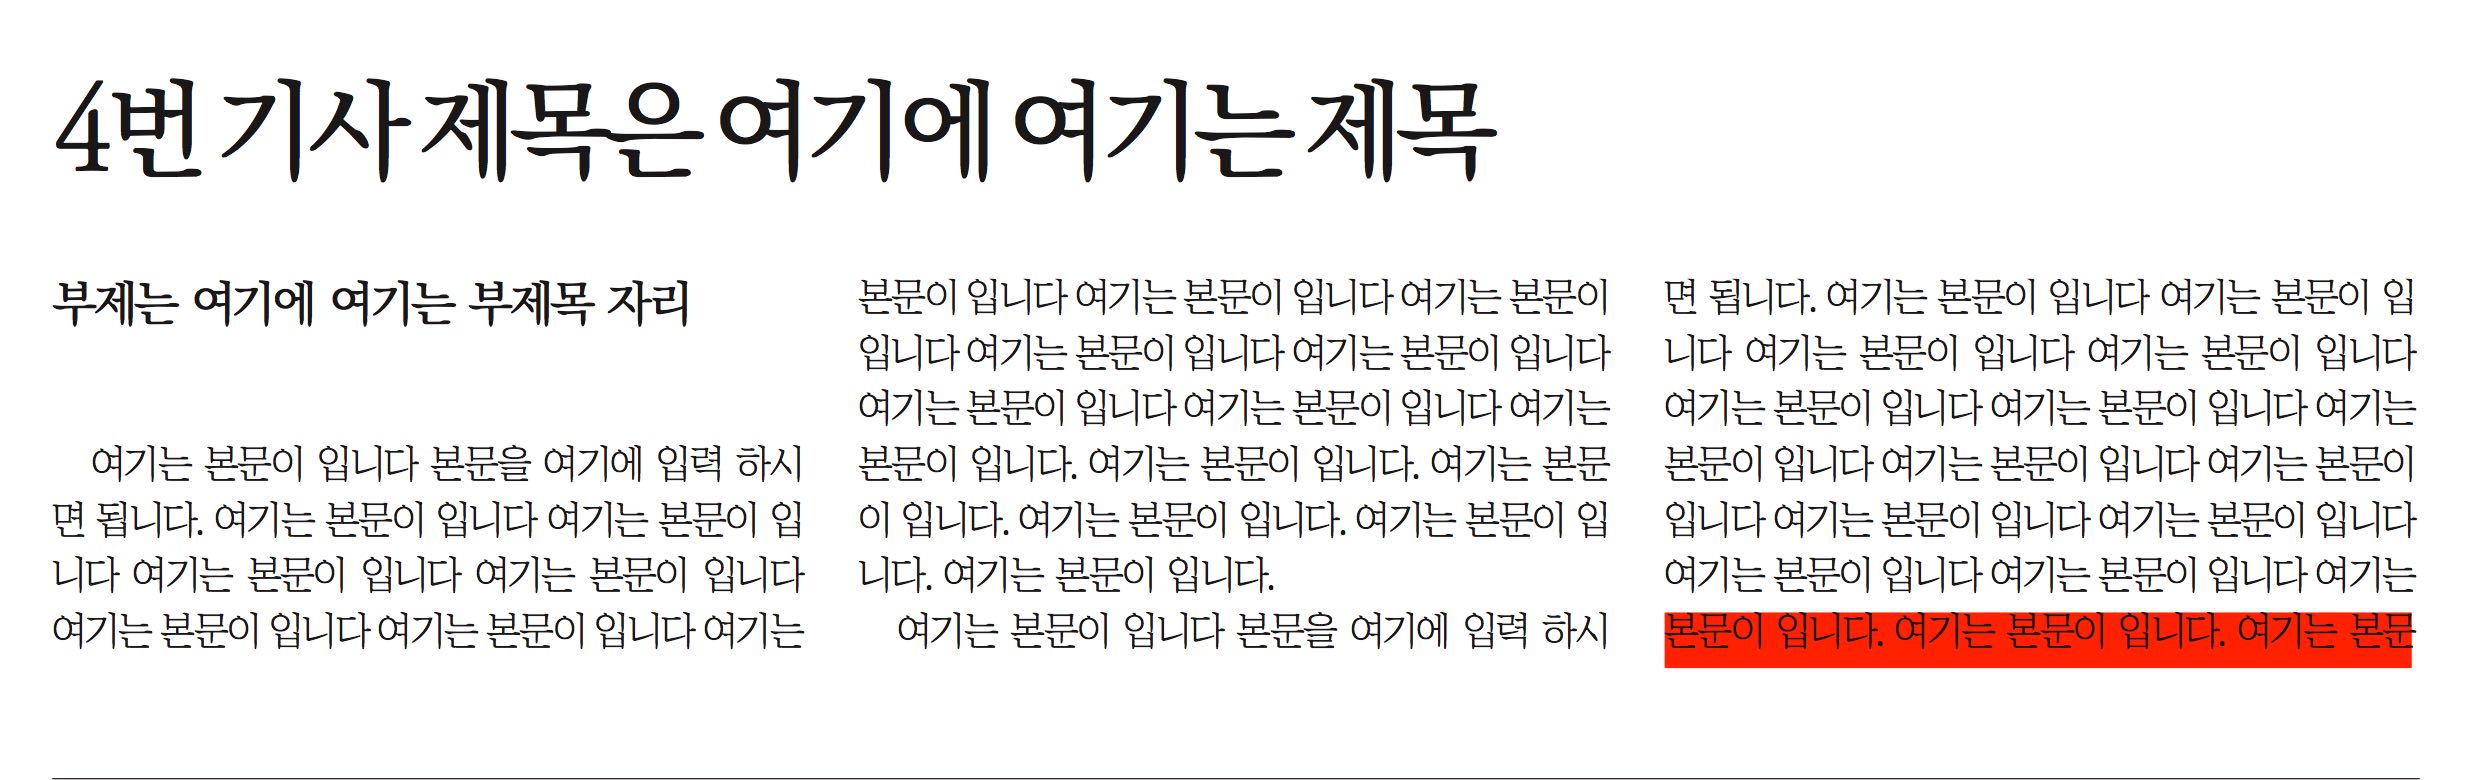 4번 기사 제목은 여기에 여기는 제목
부제는 여기에 여기는 부제목 자리
여기는 본문이 입니다 본문을 여기에 입력 하시
면 됩니다. 여기는 본문이 입니다 여기는 본문이 입
니다 여기는 본문이 입니다 여기는 본문이 입니다
여기는 본문이 입니다 여기는 본문이 입니다 여기는
본문이 입니다 여기는 본문이 입니다 여기는 본문이
입니다 여기는 본문이 입니다 여기는 본문이 입니다
여기는 본문이 입니다 여기는 본문이 입니다 여기는
본문이 입니다. 여기는 본문이 입니다. 여기는 본문
이 입니다. 여기는 본문이 입니다. 여기는 본문이 입
니다. 여기는 본문이 입니다.
여기는 본문이 입니다 본문을 여기에 입력 하시
면 됩니다. 여기는 본문이 입니다 여기는 본문이 입
니다 여기는 본문이 입니다 여기는 본문이 입니다
여기는 본문이 입니다 여기는 본문이 입니다 여기는
본문이 입니다 여기는 본문이 입니다 여기는 본문이
입니다 여기는 본문이 입니다 여기는 본문이 입니다
여기는 본문이 입니다 여기는 본문이 입니다 여기는
본문이 입니다. 여기는 본문이 입니다. 여기는 본문